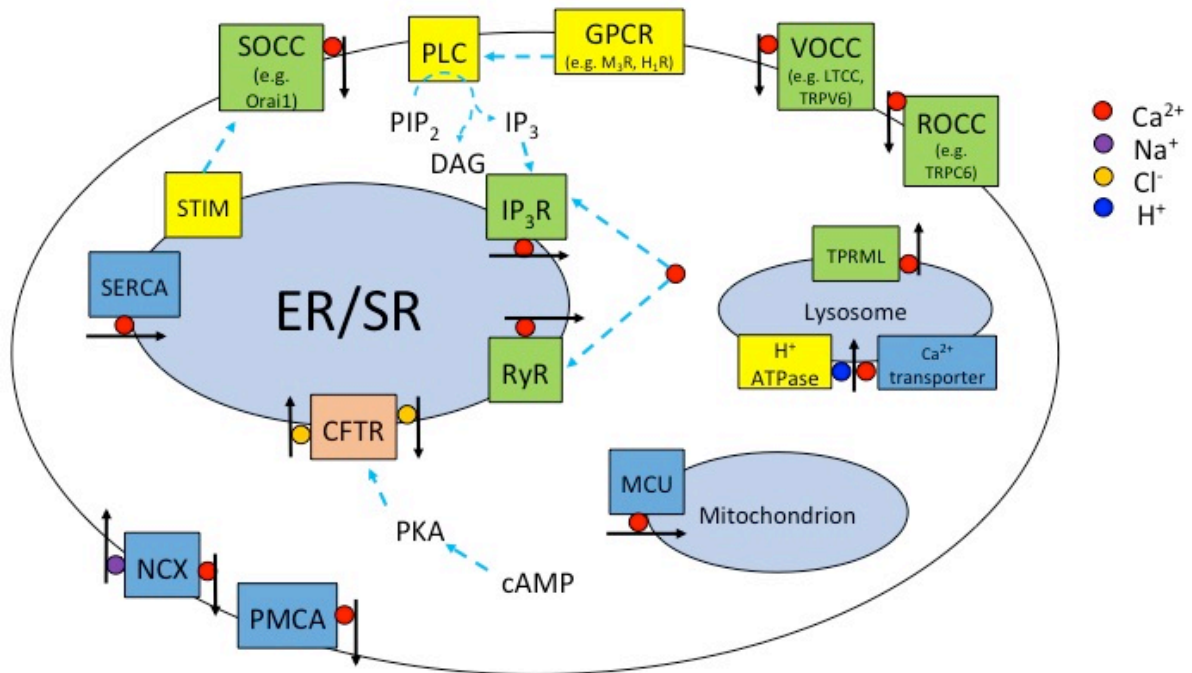 SOCC
(e.g.
Orai1)
PLC
GPCR
(e.g. M₃R, H₁R)
VOCC
(e.g. LTCC,
TRPV6)
ROCC
(e.g.
TRPC6)
Ca²⁺
Na⁺
Cl⁻
H⁺
PIP₂
IP₃
DAG
STIM
IP₃R
SERCA
ER/SR
RyR
CFTR
TPRML
Lysosome
H⁺
ATPase
Ca²⁺
transporter
MCU
Mitochondrion
PKA
cAMP
NCX
PMCA